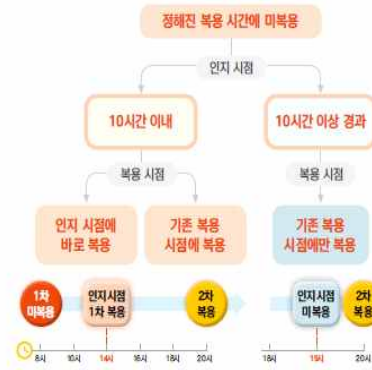 정해진 복용 시간에 미복용
인지 시점
10시간 이내
10시간 이상 경과
복용 시점
복용 시점
인지 시점에
바로 복용
기존 복용
시점에 복용
기존 복용
시점에만 복용
1차
미복용
인지시점
1차 복용
2차
복용
인지시점
미복용
2차
복용
8시 10시 14시 16시 18시 20시
18시 19시 20시